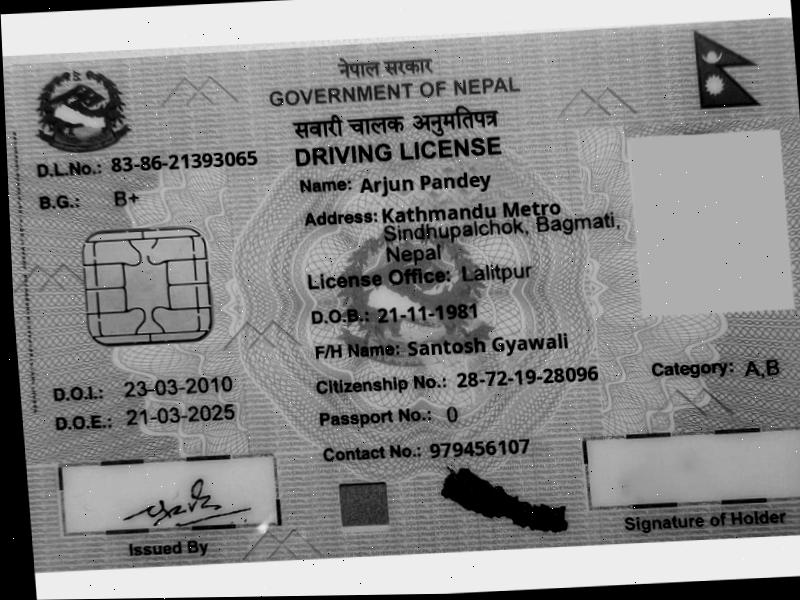 नेपाल सरकार
GOVERNMENT OF NEPAL
सवारी चालक अनुमतिपत्र
DRIVING LICENSE
D.L.No.: 83-86-21393065
B.G.: B+
Name: Arjun Pandey
Address: Kathmandu Metro
Sindhupalchok, Bagmati,
Nepal
License Office: Lalitpur
D.O.B.: 21-11-1981
F/H Name: Santosh Gyawali
Citizenship No.: 28-72-19-28096
Category: A,B
D.O.I.: 23-03-2010
D.O.E.: 21-03-2025
Passport No.: 0
Contact No.: 979456107
Issued By
Signature of Holder